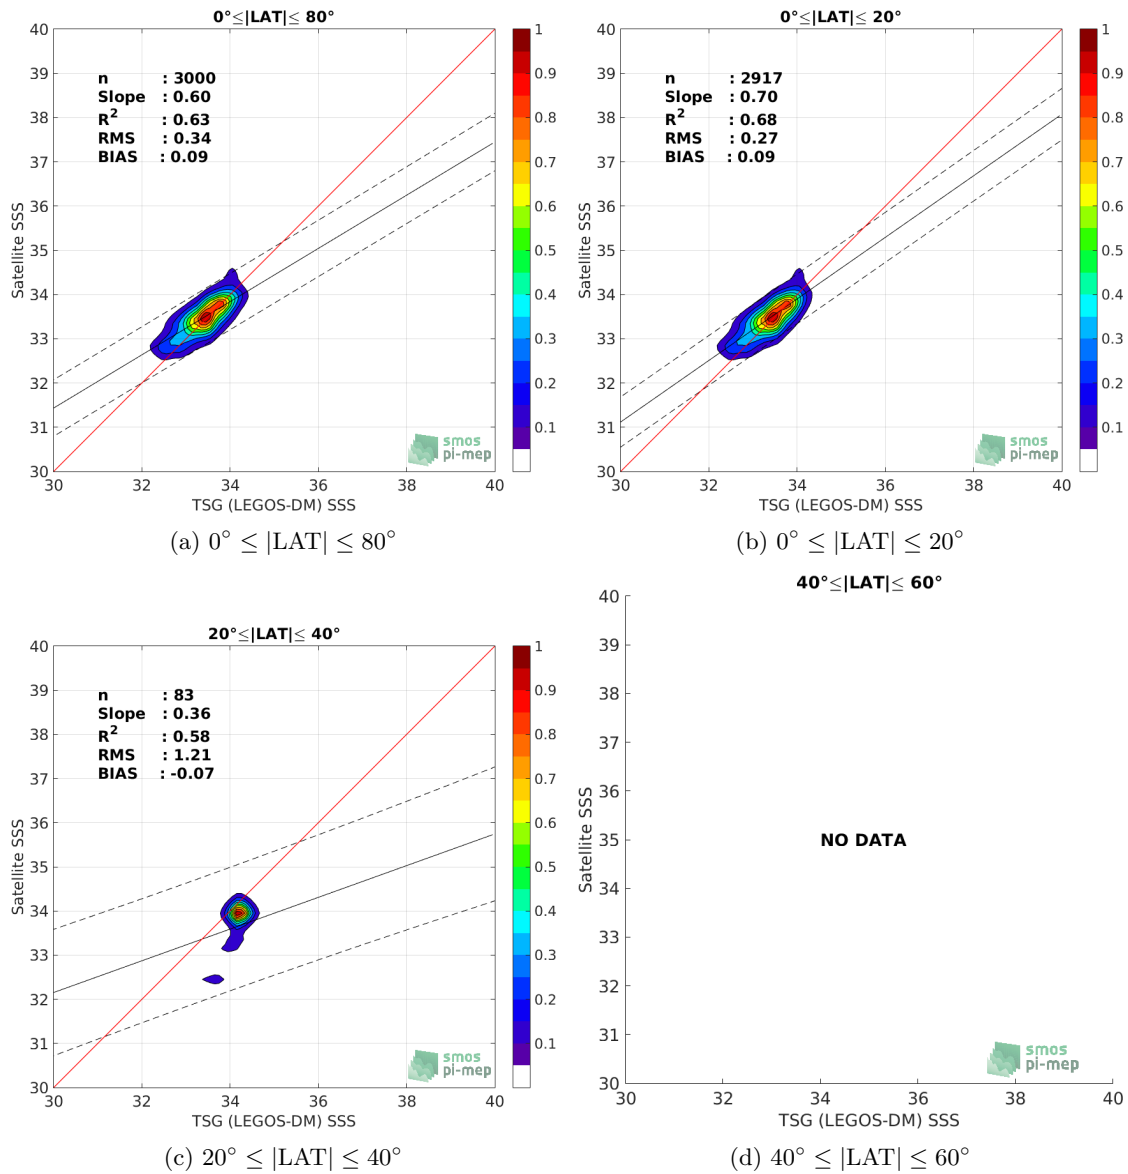 0°≤|LAT|≤ 80°
n : 3000
Slope : 0.60
R² : 0.63
RMS : 0.34
BIAS : 0.09
Satellite SSS
40
39
38
37
36
35
34
33
32
31
30
30 32 34 36 38 40
TSG (LEGOS-DM) SSS
1
0.9
0.8
0.7
0.6
0.5
0.4
0.3
0.2
0.1
smos
pi-mep
(a) 0° ≤ |LAT| ≤ 80°
0°≤|LAT|≤ 20°
n : 2917
Slope : 0.70
R² : 0.68
RMS : 0.27
BIAS : 0.09
Satellite SSS
40
39
38
37
36
35
34
33
32
31
30
30 32 34 36 38 40
TSG (LEGOS-DM) SSS
1
0.9
0.8
0.7
0.6
0.5
0.4
0.3
0.2
0.1
smos
pi-mep
(b) 0° ≤ |LAT| ≤ 20°
20°≤|LAT|≤ 40°
n : 83
Slope : 0.36
R² : 0.58
RMS : 1.21
BIAS : -0.07
Satellite SSS
40
39
38
37
36
35
34
33
32
31
30
30 32 34 36 38 40
TSG (LEGOS-DM) SSS
1
0.9
0.8
0.7
0.6
0.5
0.4
0.3
0.2
0.1
smos
pi-mep
(c) 20° ≤ |LAT| ≤ 40°
40°≤|LAT|≤ 60°
Satellite SSS
40
39
38
37
36
35
34
33
32
31
30
NO DATA
30 32 34 36 38 40
TSG (LEGOS-DM) SSS
smos
pi-mep
(d) 40° ≤ |LAT| ≤ 60°